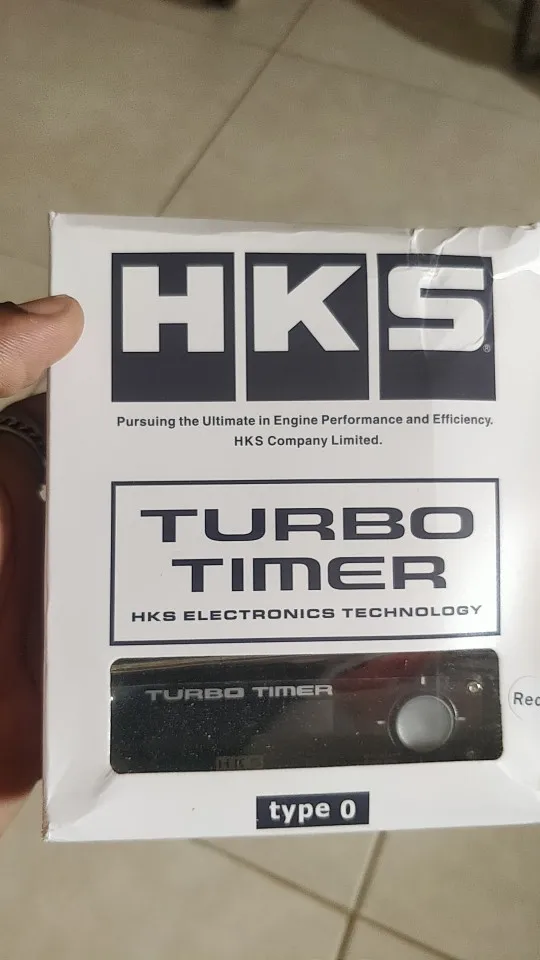 HKS®
Pursuing the Ultimate in Engine Performance and Efficiency.
HKS Company Limited.
TURBO
TIMER
HKS ELECTRONICS TECHNOLOGY
TURBO TIMER
HKS
type 0